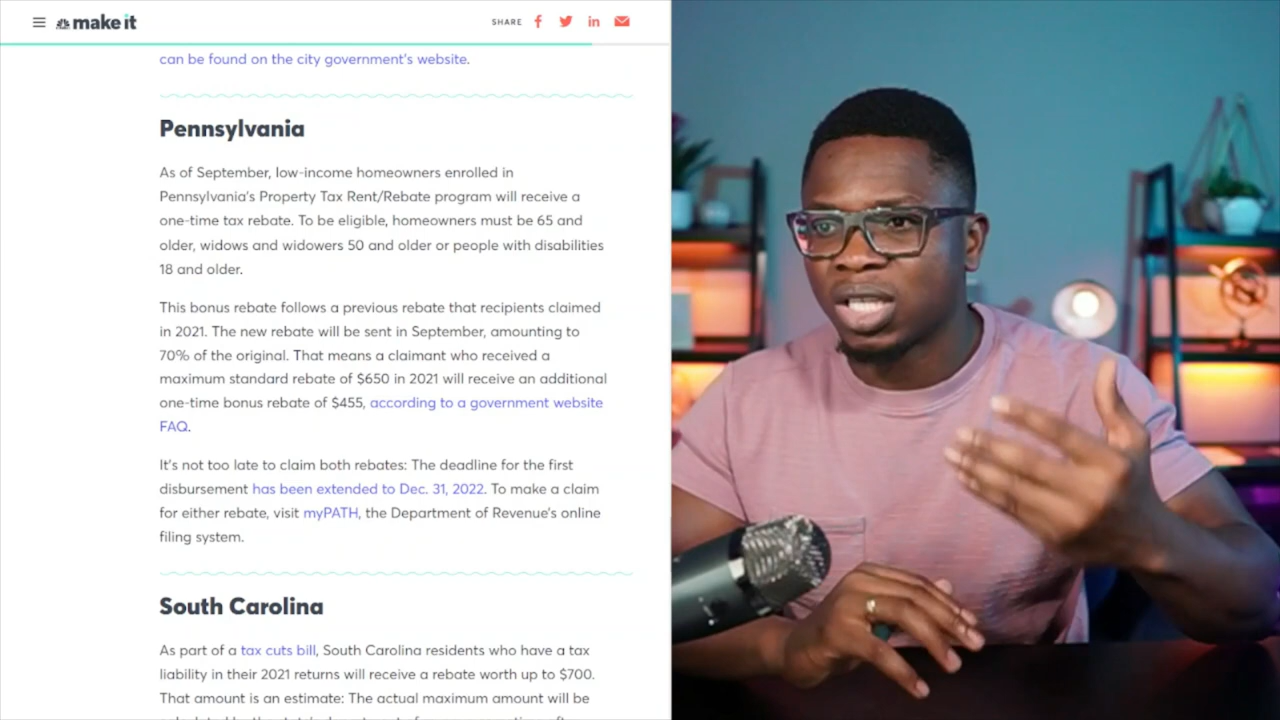 make it
SHARE
can be found on the city government's website.
Pennsylvania
As of September, low-income homeowners enrolled in
Pennsylvania's Property Tax Rent/Rebate program will receive a
one-time tax rebate. To be eligible, homeowners must be 65 and
older, widows and widowers 50 and older or people with disabilities
18 and older.
This bonus rebate follows a previous rebate that recipients claimed
in 2021. The new rebate will be sent in September, amounting to
70% of the original. That means a claimant who received a
maximum standard rebate of $650 in 2021 will receive an additional
one-time bonus rebate of $455, according to a government website
FAQ.
It's not too late to claim both rebates: The deadline for the first
disbursement has been extended to Dec. 31, 2022. To make a claim
for either rebate, visit myPATH, the Department of Revenue's online
filing system.
South Carolina
As part of a tax cuts bill, South Carolina residents who have a tax
liability in their 2021 returns will receive a rebate worth up to $700.
That amount is an estimate: The actual maximum amount will be